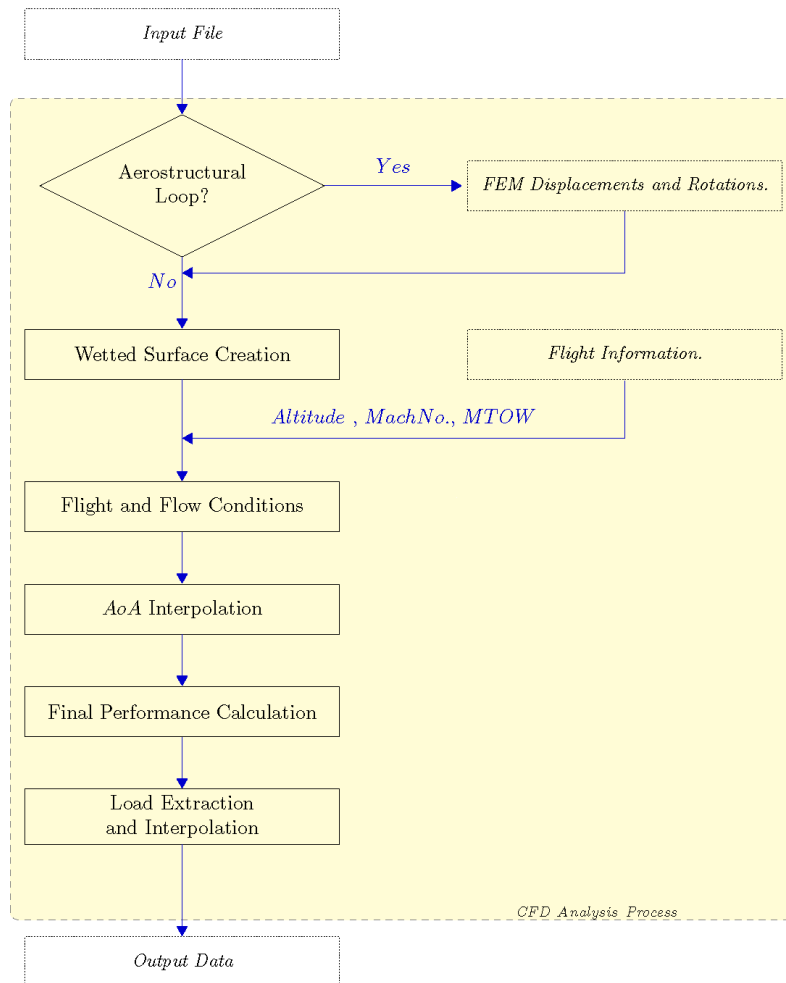 Input File
Aerostructural
Loop?
Yes
FEM Displacements and Rotations.
No
Wetted Surface Creation
Flight Information.
Altitude , MachNo., MTOW
Flight and Flow Conditions
AoA Interpolation
Final Performance Calculation
Load Extraction
and Interpolation
CFD Analysis Process
Output Data